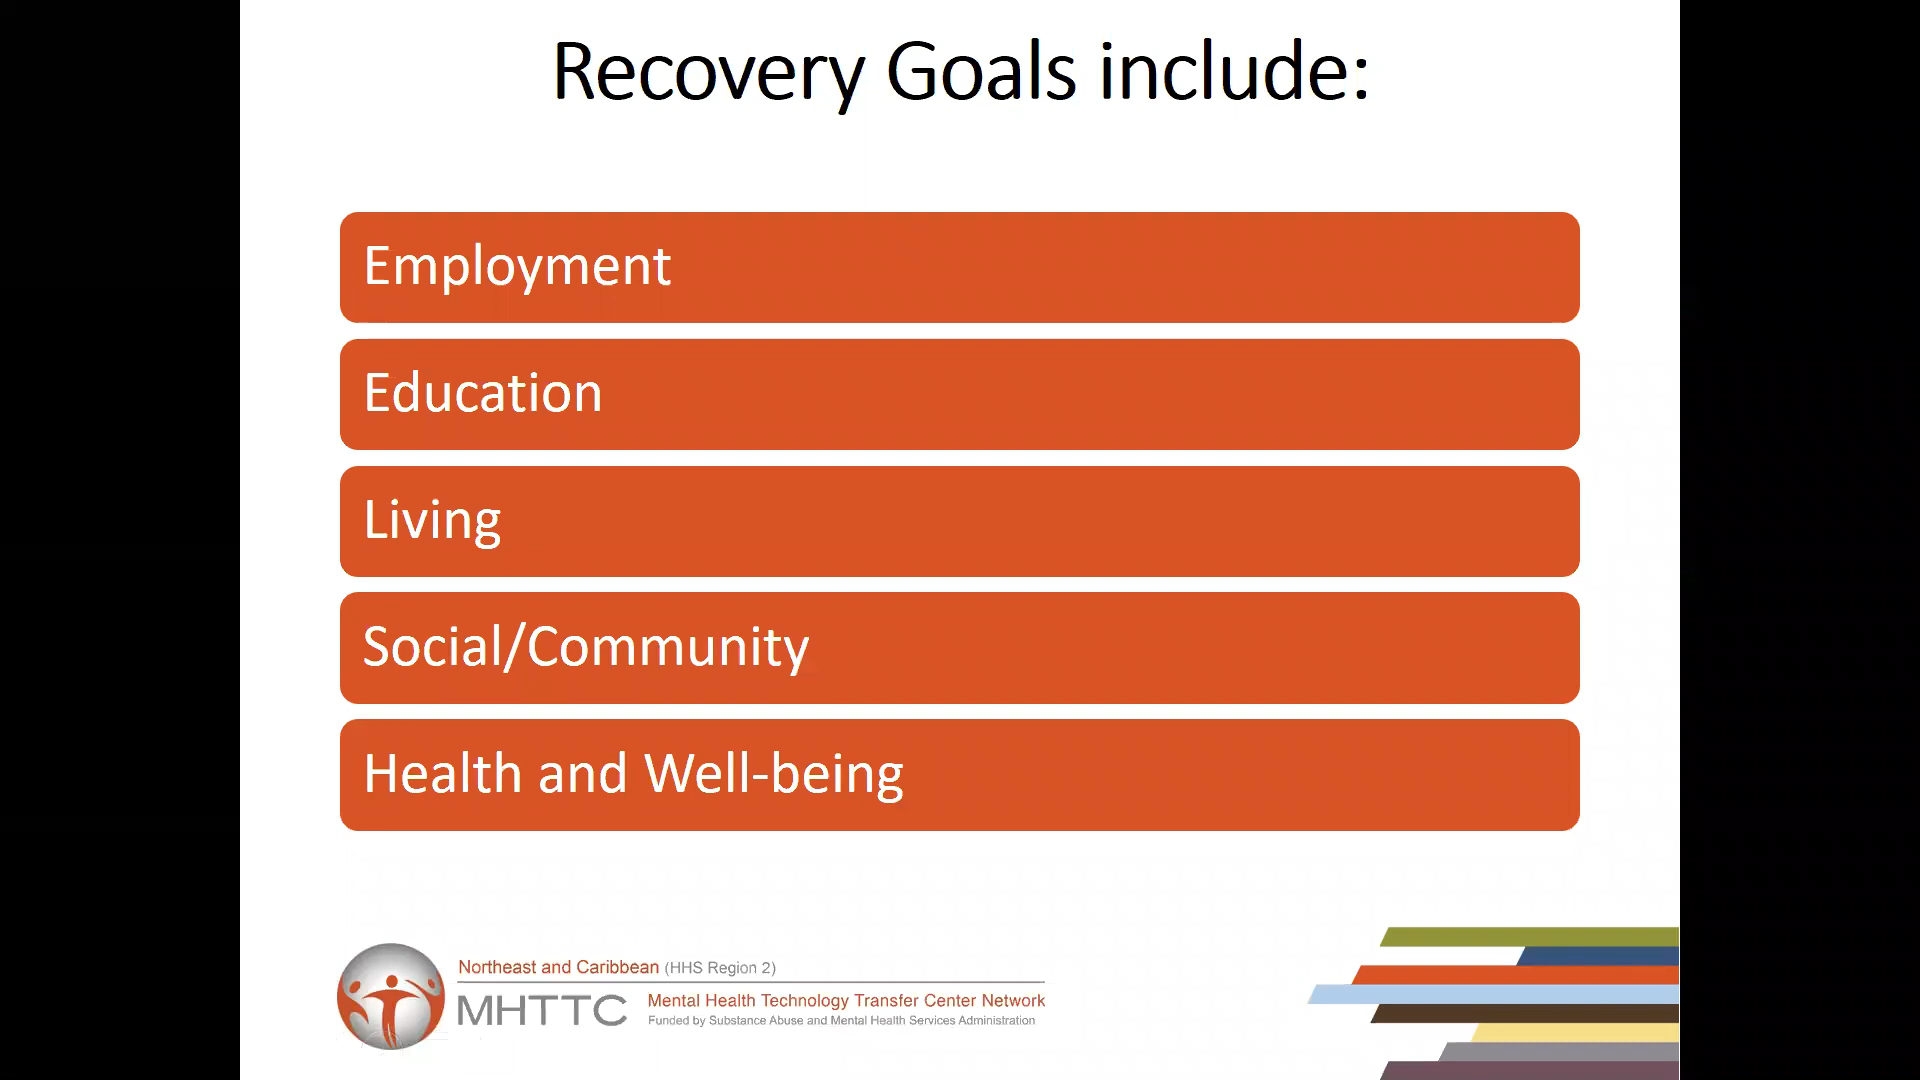 Recovery Goals include:
Employment
Education
Living
Social/Community
Health and Well-being
Northeast and Caribbean (HHS Region 2)
MHTTC
Mental Health Technology Transfer Center Network
Funded by Substance Abuse and Mental Health Services Administration